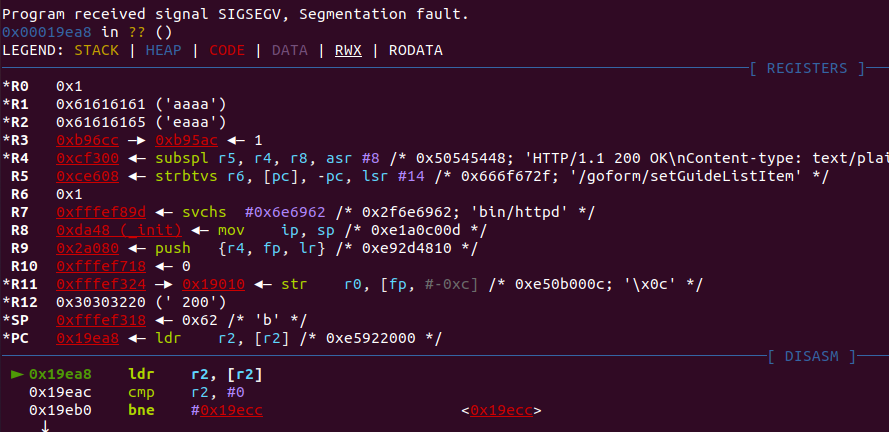 Program received signal SIGSEGV, Segmentation fault.
0x00019ea8 in ?? ()
LEGEND: STACK | HEAP | CODE | DATA | RWX | RODATA
[ REGISTERS ]
*R0 0x1
*R1 0x61616161 ('aaaa')
*R2 0x61616165 ('eaaa')
*R3 0xb96cc —▸ 0xb95ac ◂— 1
*R4 0xcf300 ◂— subspl r5, r4, r8, asr #8 /* 0x50545448; 'HTTP/1.1 200 OK\nContent-type: text/plai
R5 0xce608 ◂— strbtvs r6, [pc], -pc, lsr #14 /* 0x666f672f; '/goform/setGuideListItem' */
R6 0x1
R7 0xfffef89d ◂— svchs #0x6e6962 /* 0x2f6e6962; 'bin/httpd' */
*R8 0xda48 (_init) ◂— mov ip, sp /* 0xe1a0c00d */
*R9 0x2a080 ◂— push {r4, fp, lr} /* 0xe92d4810 */
R10 0xfffef718 ◂— 0
*R11 0xfffef324 —▸ 0x19010 ◂— str r0, [fp, #-0xc] /* 0xe50b000c; '\x0c' */
*R12 0x30303220 (' 200')
*SP 0xfffef318 ◂— 0x62 /* 'b' */
*PC 0x19ea8 ◂— ldr r2, [r2] /* 0xe5922000 */
[ DISASM ]
► 0x19ea8 ldr r2, [r2]
0x19eac cmp r2, #0
0x19eb0 bne #0x19ecc <0x19ecc>
↓